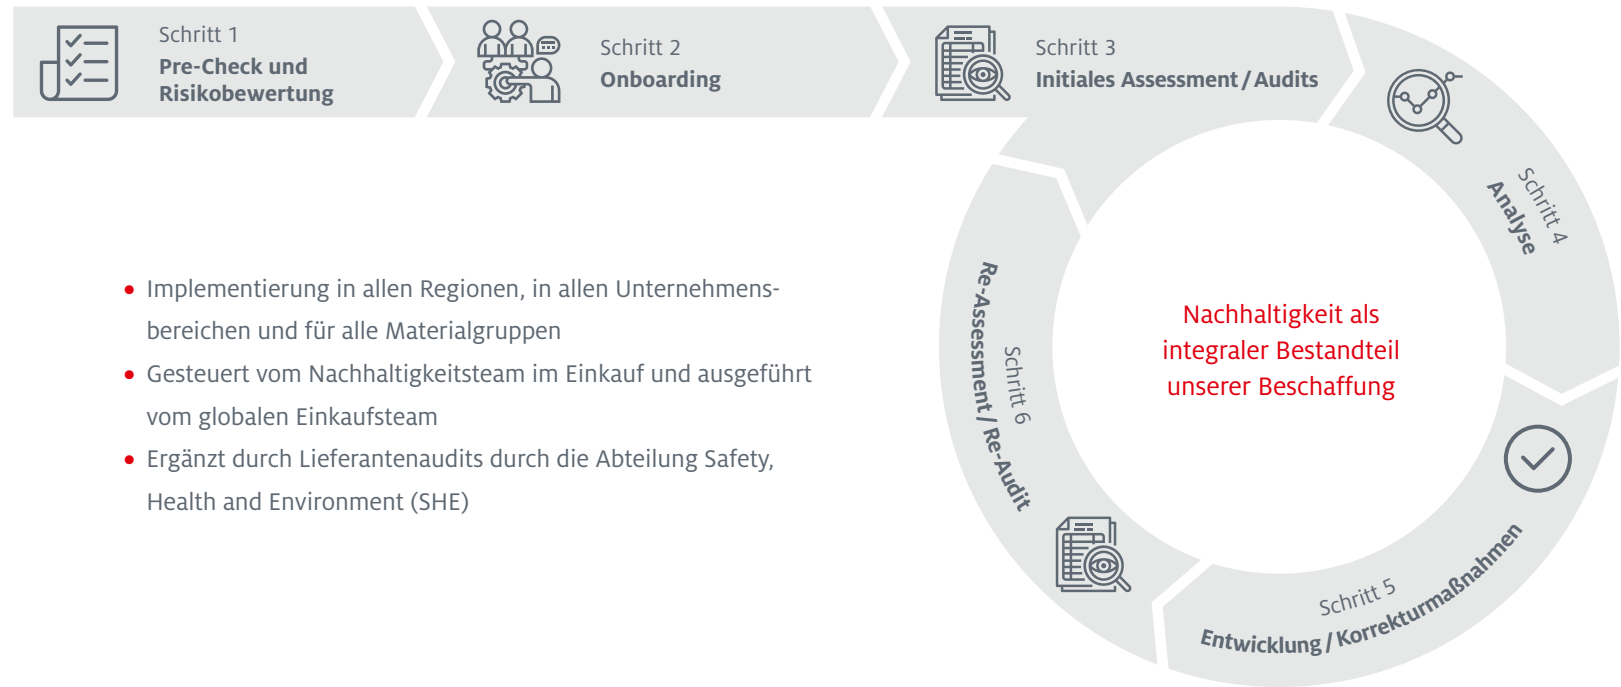 Schritt 1
Pre-Check und
Risikobewertung
Schritt 2
Onboarding
Schritt 3
Initiales Assessment / Audits
Schritt 4
Analyse
Schritt 5
Entwicklung / Korrekturmaßnahmen
Schritt 6
Re-Assessment / Re-Audit
Nachhaltigkeit als
integraler Bestandteil
unserer Beschaffung
• Implementierung in allen Regionen, in allen Unternehmens-
bereichen und für alle Materialgruppen
• Gesteuert vom Nachhaltigkeitsteam im Einkauf und ausgeführt
vom globalen Einkaufsteam
• Ergänzt durch Lieferantenaudits durch die Abteilung Safety,
Health and Environment (SHE)